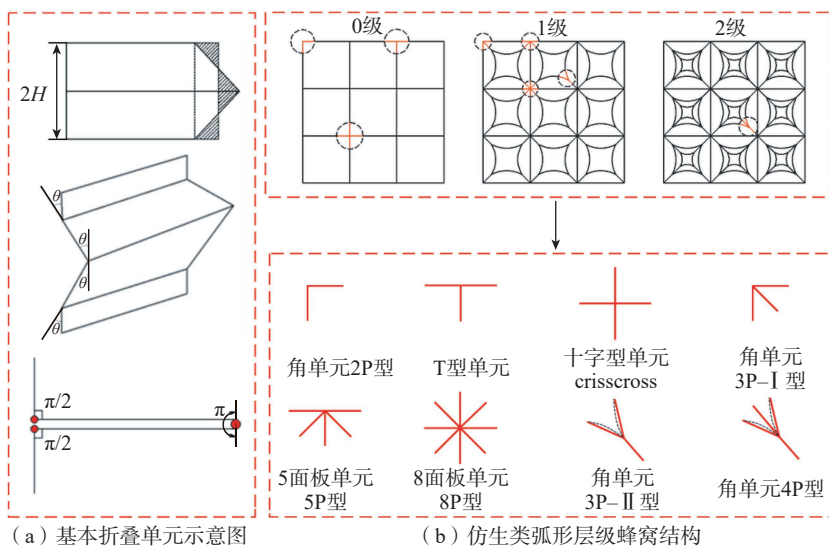 2H
θ
θ
θ
θ
π/2
π/2
π
(a)基本折叠单元示意图
0级
1级
2级
角单元2P型
T型单元
十字型单元
crisscross
角单元
3P-Ⅰ型
5面板单元
5P型
8面板单元
8P型
角单元
3P-Ⅱ型
角单元4P型
(b)仿生类弧形层级蜂窝结构